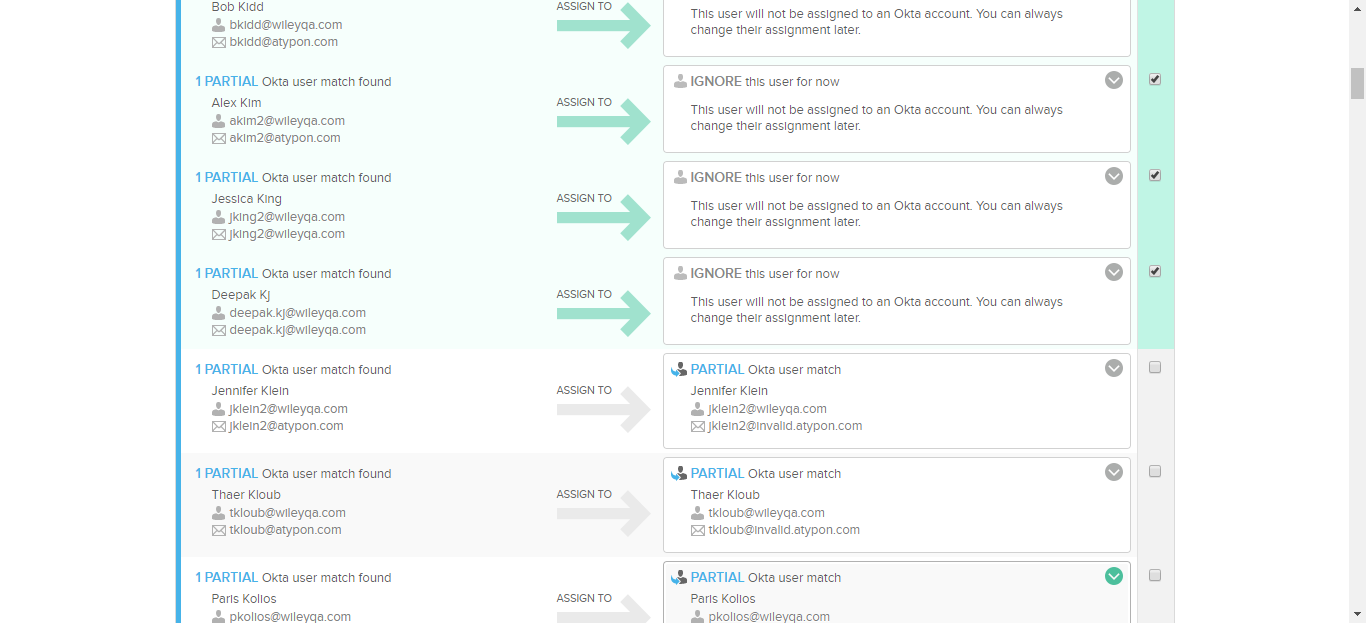 Bob Kidd
ASSIGN TO
bkidd@wileyqa.com
bkidd@atypon.com
This user will not be assigned to an Okta account. You can always
change their assignment later.
1 PARTIAL Okta user match found
Alex Kim
akim2@wileyqa.com
akim2@atypon.com
ASSIGN TO
IGNORE this user for now
This user will not be assigned to an Okta account. You can always
change their assignment later.
1 PARTIAL Okta user match found
Jessica King
jking2@wileyqa.com
jking2@wileyqa.com
ASSIGN TO
IGNORE this user for now
This user will not be assigned to an Okta account. You can always
change their assignment later.
1 PARTIAL Okta user match found
Deepak Kj
deepak.kj@wileyqa.com
deepak.kj@wileyqa.com
ASSIGN TO
IGNORE this user for now
This user will not be assigned to an Okta account. You can always
change their assignment later.
1 PARTIAL Okta user match found
Jennifer Klein
jklein2@wileyqa.com
jklein2@atypon.com
ASSIGN TO
PARTIAL Okta user match
Jennifer Klein
jklein2@wileyqa.com
jklein2@invalid.atypon.com
1 PARTIAL Okta user match found
Thaer Kloub
tkloub@wileyqa.com
tkloub@atypon.com
ASSIGN TO
PARTIAL Okta user match
Thaer Kloub
tkloub@wileyqa.com
tkloub@invalid.atypon.com
1 PARTIAL Okta user match found
Paris Kolios
pkolios@wileyqa.com
ASSIGN TO
PARTIAL Okta user match
Paris Kolios
pkolios@wileyqa.com